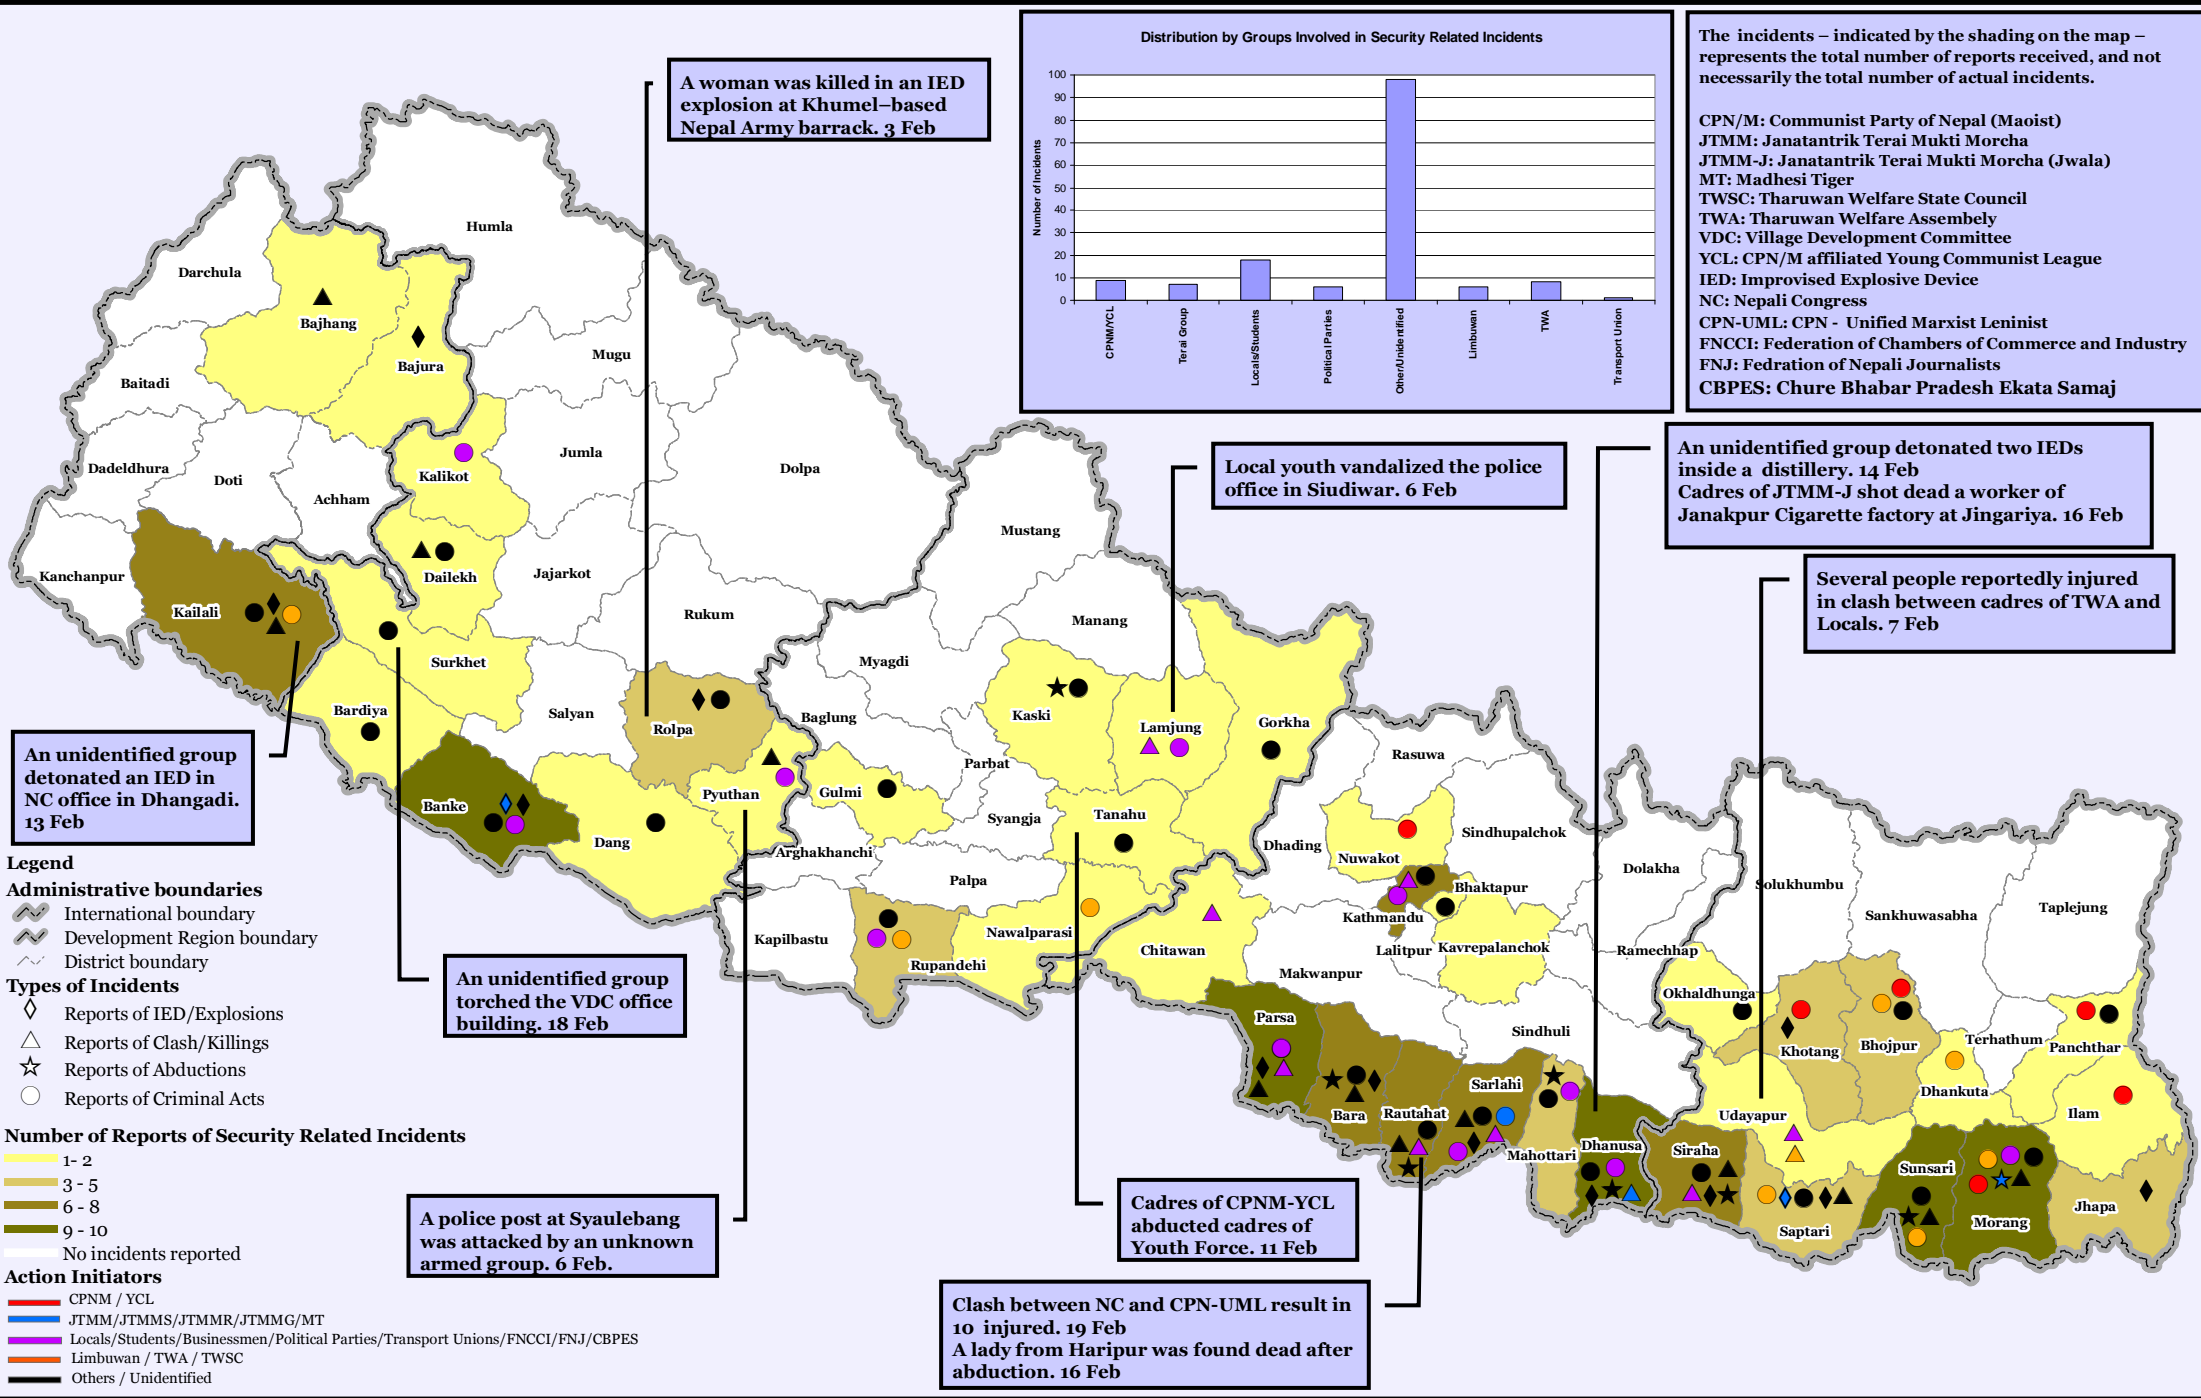 Distribution by Groups Involved in Security Related Incidents
Number of Incidents
100
90
80
70
60
50
40
30
20
10
0
CPNM/YCL
Terai Group
Locals/Students
Political Parties
Other/Unidentified
Limbuwan
TWA
Transport Union
The incidents – indicated by the shading on the map –
represents the total number of reports received, and not
necessarily the total number of actual incidents.
CPN/M: Communist Party of Nepal (Maoist)
JTMM: Janatantrik Terai Mukti Morcha
JTMM-J: Janatantrik Terai Mukti Morcha (Jwala)
MT: Madhesi Tiger
TWSC: Tharuwan Welfare State Council
TWA: Tharuwan Welfare Assembely
VDC: Village Development Committee
YCL: CPN/M affiliated Young Communist League
IED: Improvised Explosive Device
NC: Nepali Congress
CPN-UML: CPN - Unified Marxist Leninist
FNCCI: Federation of Chambers of Commerce and Industry
FNJ: Fedration of Nepali Journalists
CBPES: Chure Bhabar Pradesh Ekata Samaj
A woman was killed in an IED
explosion at Khumel–based
Nepal Army barrack. 3 Feb
Local youth vandalized the police
office in Siudiwar. 6 Feb
An unidentified group detonated two IEDs
inside a distillery. 14 Feb
Cadres of JTMM-J shot dead a worker of
Janakpur Cigarette factory at Jingariya. 16 Feb
Several people reportedly injured
in clash between cadres of TWA and
Locals. 7 Feb
Humla
Darchula
Bajhang
Bajura
Mugu
Baitadi
Dadeldhura
Doti
Achham
Kalikot
Jumla
Dolpa
Kanchanpur
Kailali
Dailekh
Jajarkot
Rukum
Surkhet
Bardiya
Salyan
Rolpa
Banke
Dang
Pyuthan
Mustang
Manang
Myagdi
Baglung
Kaski
Lamjung
Gorkha
Parbat
Gulmi
Syangja
Tanahu
Arghakhanchi
Palpa
Kapilbastu
Rupandehi
Nawalparasi
Chitawan
Rasuwa
Dhading
Nuwakot
Sindhupalchok
Bhaktapur
Kathmandu
Lalitpur
Kavrepalanchok
Dolakha
Ramechhap
Makwanpur
Sindhuli
Parsa
Bara
Rautahat
Sarlahi
Mahottari
Dhanusa
Siraha
Saptari
Udayapur
Okhaldhunga
Solukhumbu
Sankhuwasabha
Taplejung
Khotang
Bhojpur
Terhathum
Panchthar
Dhankuta
Ilam
Sunsari
Morang
Jhapa
An unidentified group
detonated an IED in
NC office in Dhangadi.
13 Feb
An unidentified group
torched the VDC office
building. 18 Feb
A police post at Syaulebang
was attacked by an unknown
armed group. 6 Feb.
Cadres of CPNM-YCL
abducted cadres of
Youth Force. 11 Feb
Clash between NC and CPN-UML result in
10 injured. 19 Feb
A lady from Haripur was found dead after
abduction. 16 Feb
Legend
Administrative boundaries
International boundary
Development Region boundary
District boundary
Types of Incidents
Reports of IED/Explosions
Reports of Clash/Killings
Reports of Abductions
Reports of Criminal Acts
Number of Reports of Security Related Incidents
1- 2
3 - 5
6 - 8
9 - 10
No incidents reported
Action Initiators
CPNM / YCL
JTMM/JTMMS/JTMMR/JTMMG/MT
Locals/Students/Businessmen/Political Parties/Transport Unions/FNCCI/FNJ/CBPES
Limbuwan / TWA / TWSC
Others / Unidentified